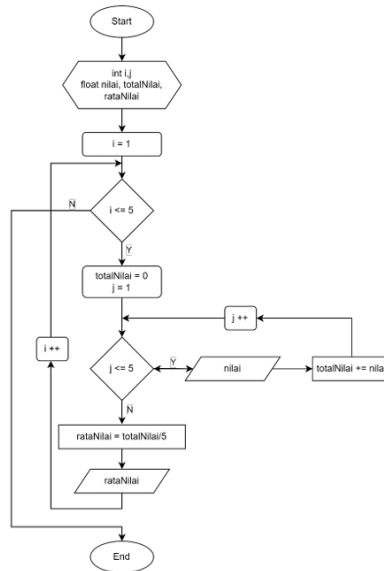 Start
int i,j
float nilai, totalNilai,
rataNilai
i = 1
i <= 5
N
Y
totalNilai = 0
j = 1
j ++
i ++
j <= 5
Y
nilai
totalNilai += nilai
N
rataNilai = totalNilai/5
rataNilai
End